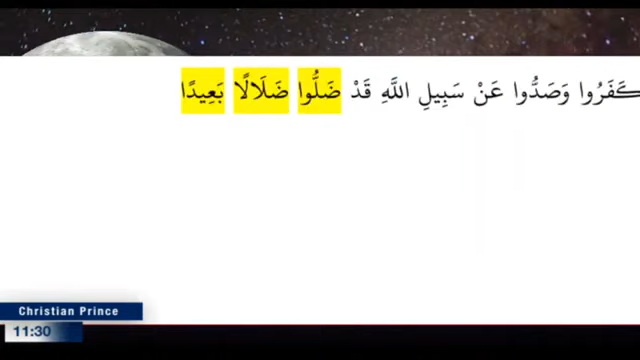 كَفَرُوا وَصَدُّوا عَنْ سَبِيلِ اللَّهِ قَدْ ضَلُّوا ضَلَالًا بَعِيدًا
Christian Prince
11:30